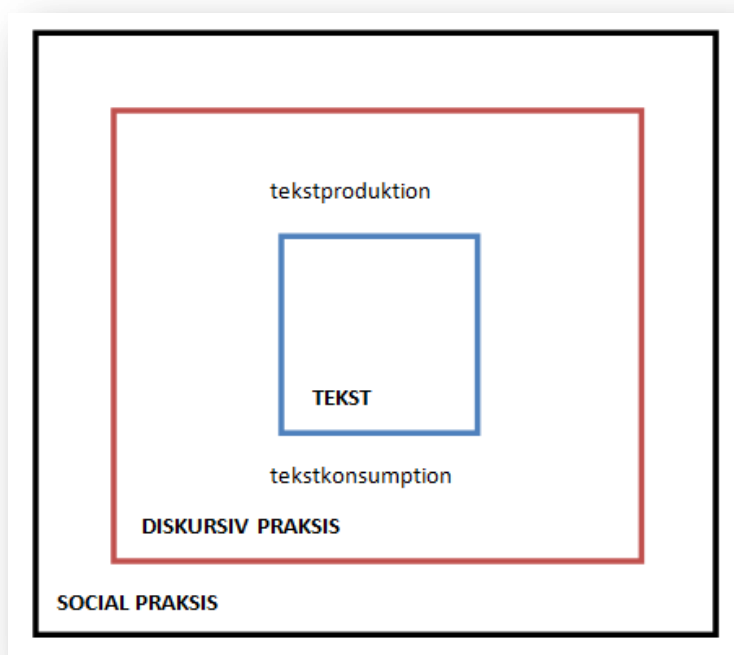 tekstproduktion
TEKST
tekstkonsumption
DISKURSIV PRAKSIS
SOCIAL PRAKSIS